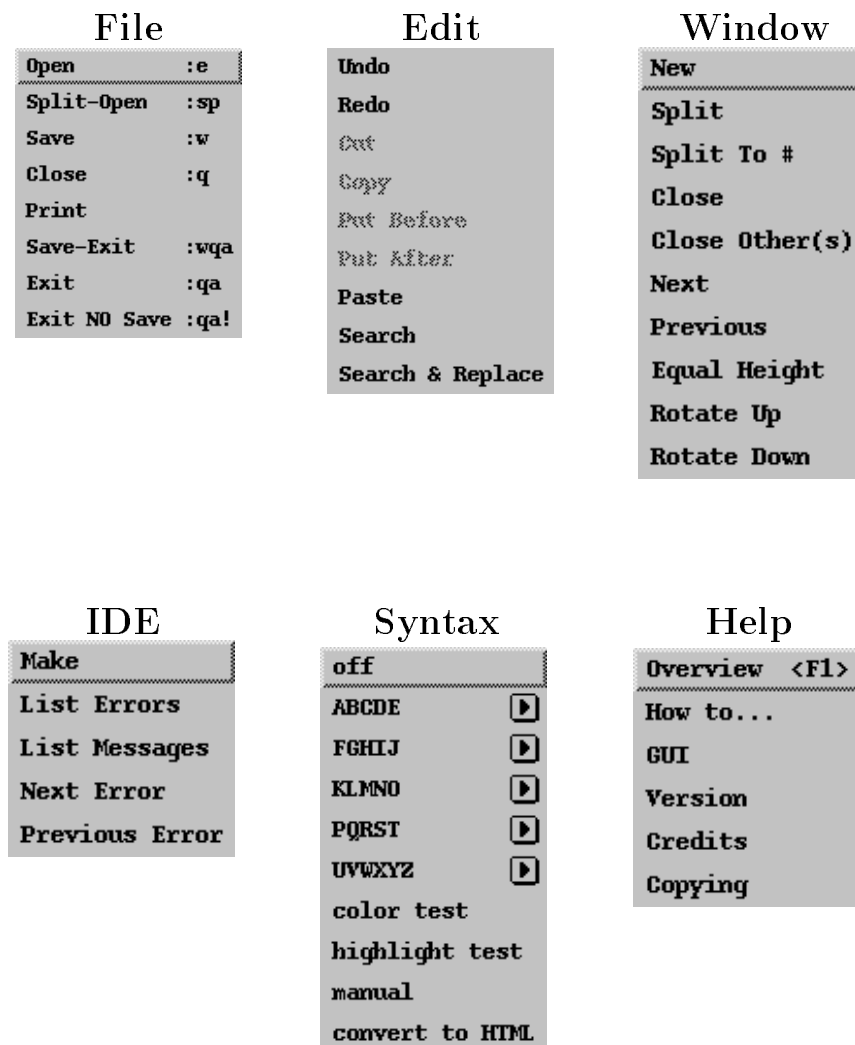 File
Open :e
Split-Open :sp
Save :w
Close :q
Print
Save-Exit :wqa
Exit :qa
Exit NO Save :qa!
Edit
Undo
Redo
Cut
Copy
Put Before
Put After
Paste
Search
Search & Replace
Window
New
Split
Split To #
Close
Close Other(s)
Next
Previous
Equal Height
Rotate Up
Rotate Down
IDE
Make
List Errors
List Messages
Next Error
Previous Error
Syntax
off
ABCDE
FGHIJ
KLMNO
PQRST
UVWXYZ
color test
highlight test
manual
convert to HTML
Help
Overview <F1>
How to...
GUI
Version
Credits
Copying